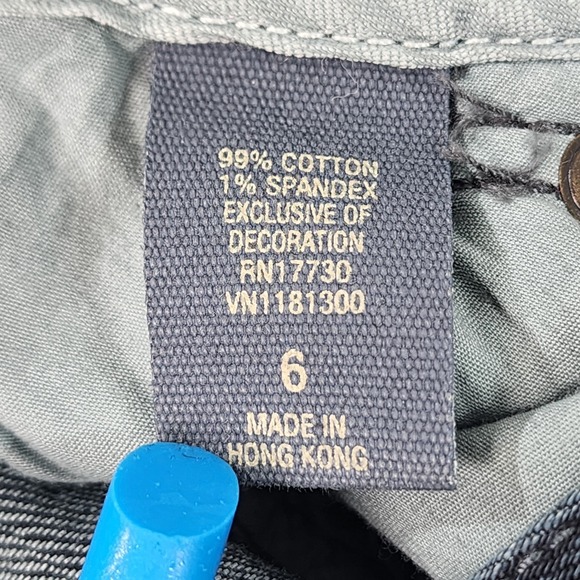 99% COTTON
1% SPANDEX
EXCLUSIVE OF
DECORATION
RN17730
VN1181300
6
MADE IN
HONG KONG